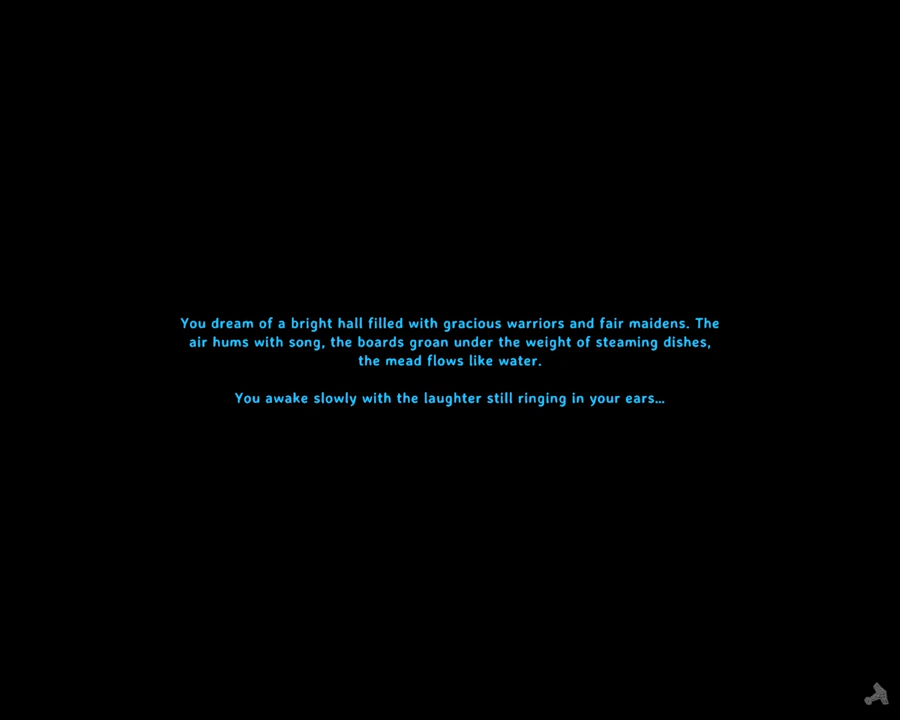 You dream of a bright hall filled with gracious warriors and fair maidens. The
air hums with song, the boards groan under the weight of steaming dishes,
the mead flows like water.
You awake slowly with the laughter still ringing in your ears...